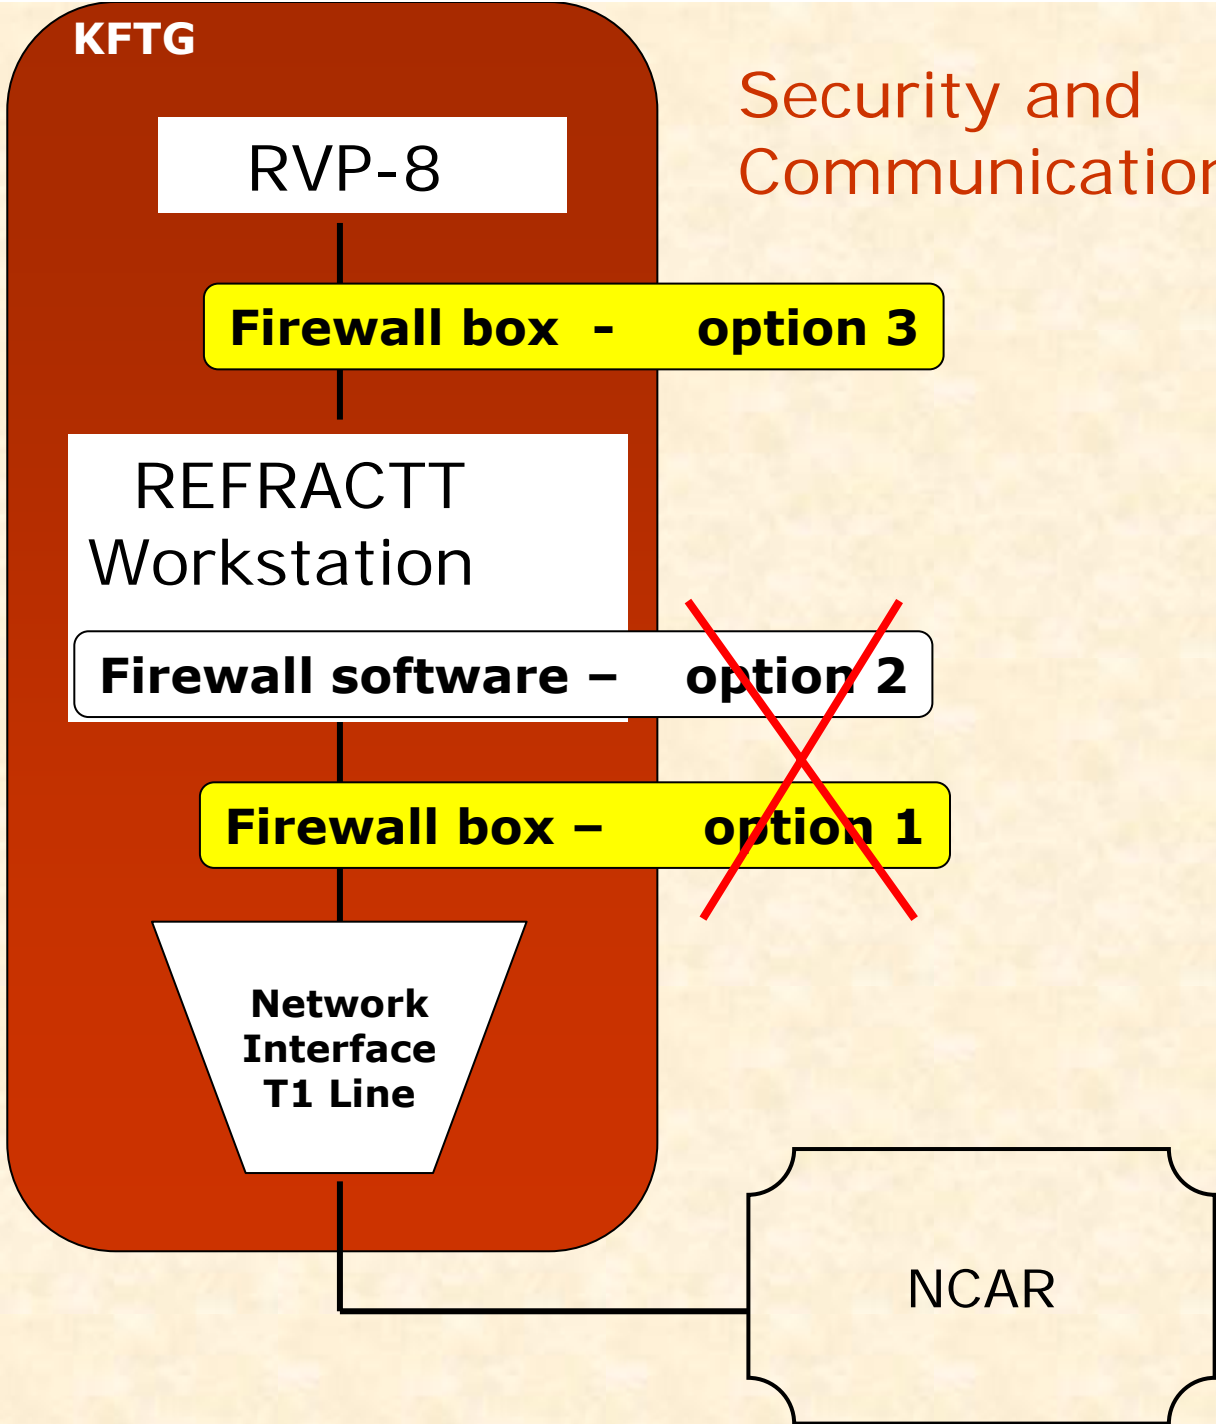 KFTG
Security and
Communication
RVP-8
Firewall box - option 3
REFRACTT
Workstation
Firewall software – option 2
Firewall box – option 1
Network
Interface
T1 Line
NCAR